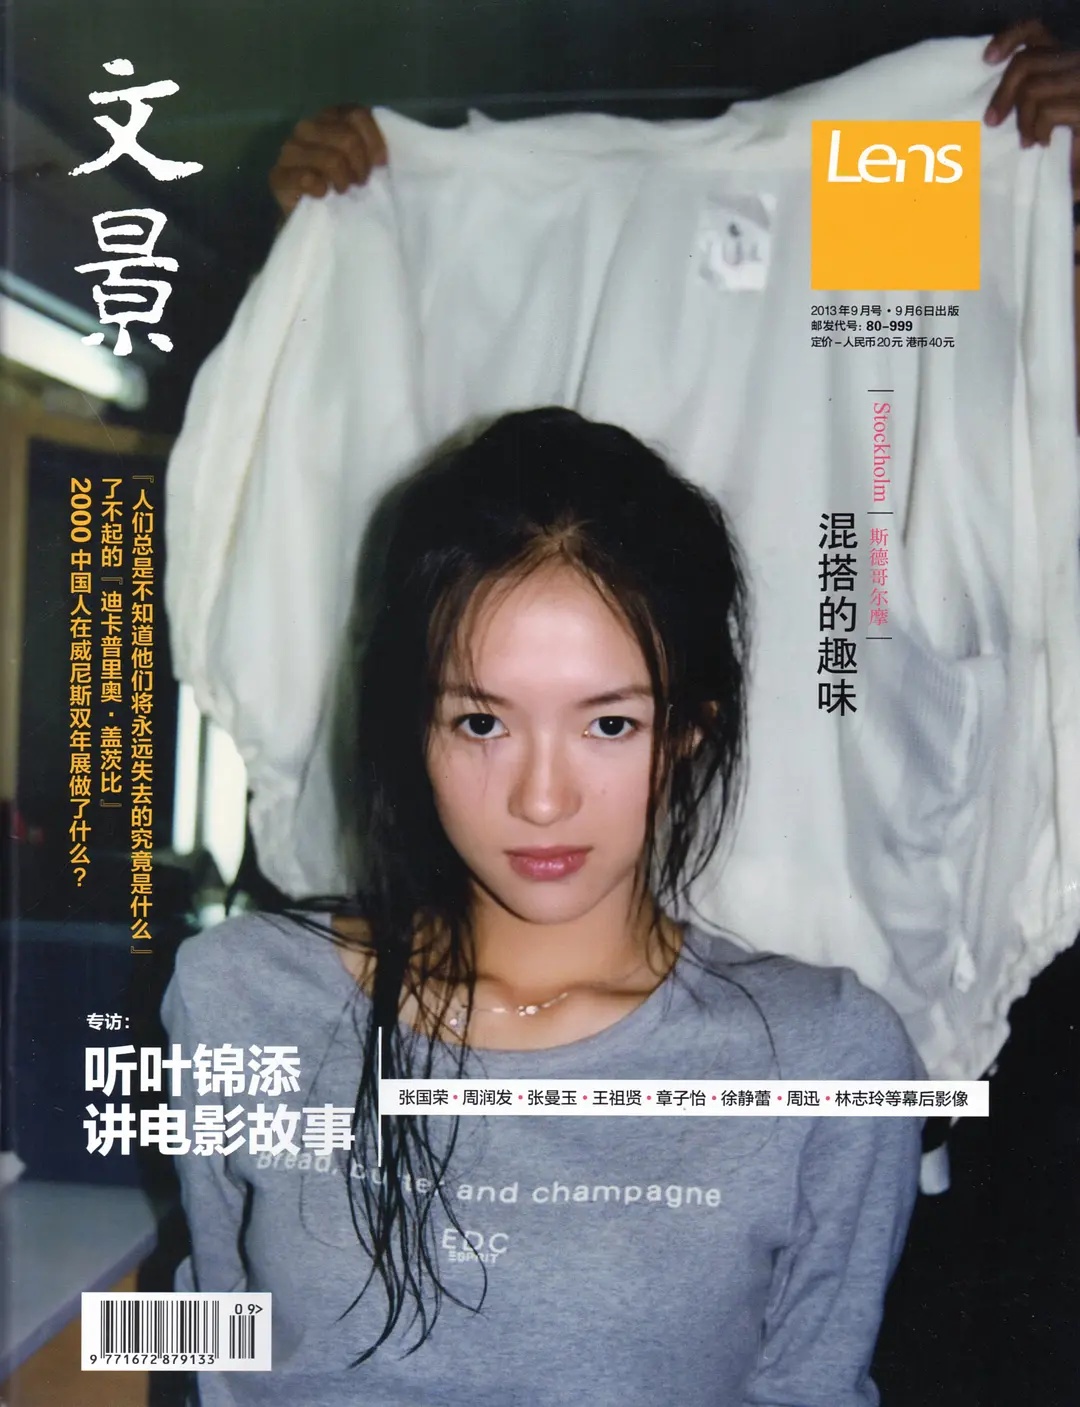 文景
Lens
2013年9月号・9月6日出版
邮发代号：80-999
定价－人民币20元 港币40元
Stockholm
斯德哥尔摩
混搭的趣味
『人们总是不知道他们将永远失去的究竟是什么』
了不起的『迪卡普里奥·盖茨比』
2000 中国人在威尼斯双年展做了什么？
专访：
听叶锦添
讲电影故事
张国荣•周润发•张曼玉•王祖贤•章子怡•徐静蕾•周迅•林志玲等幕后影像
Bread, butter and champagne
EDC
ESPRIT
09>
9 771672 879133